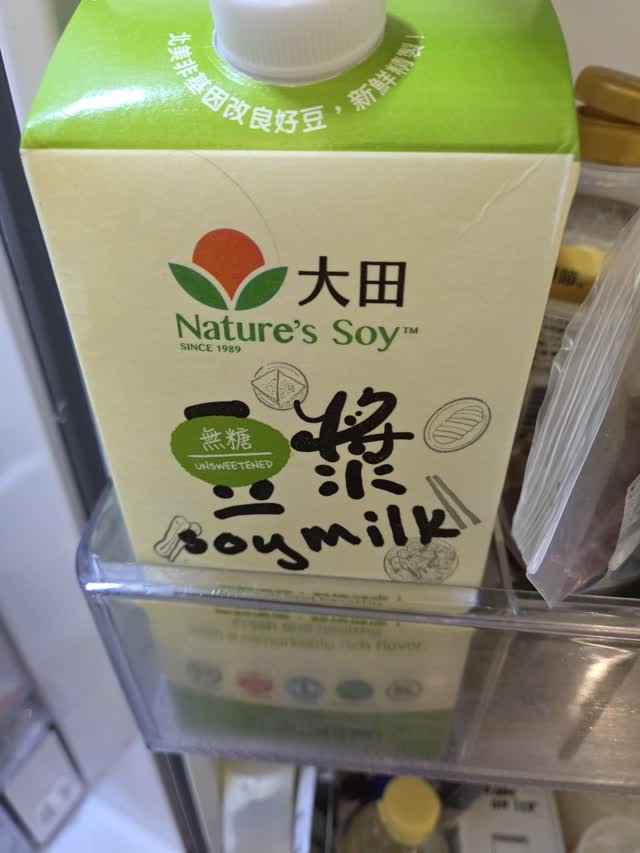 北美非基因改良好豆，新鮮精製！
大田
Nature's Soy™
SINCE 1989
豆漿
無糖
UNSWEETENED
soymilk